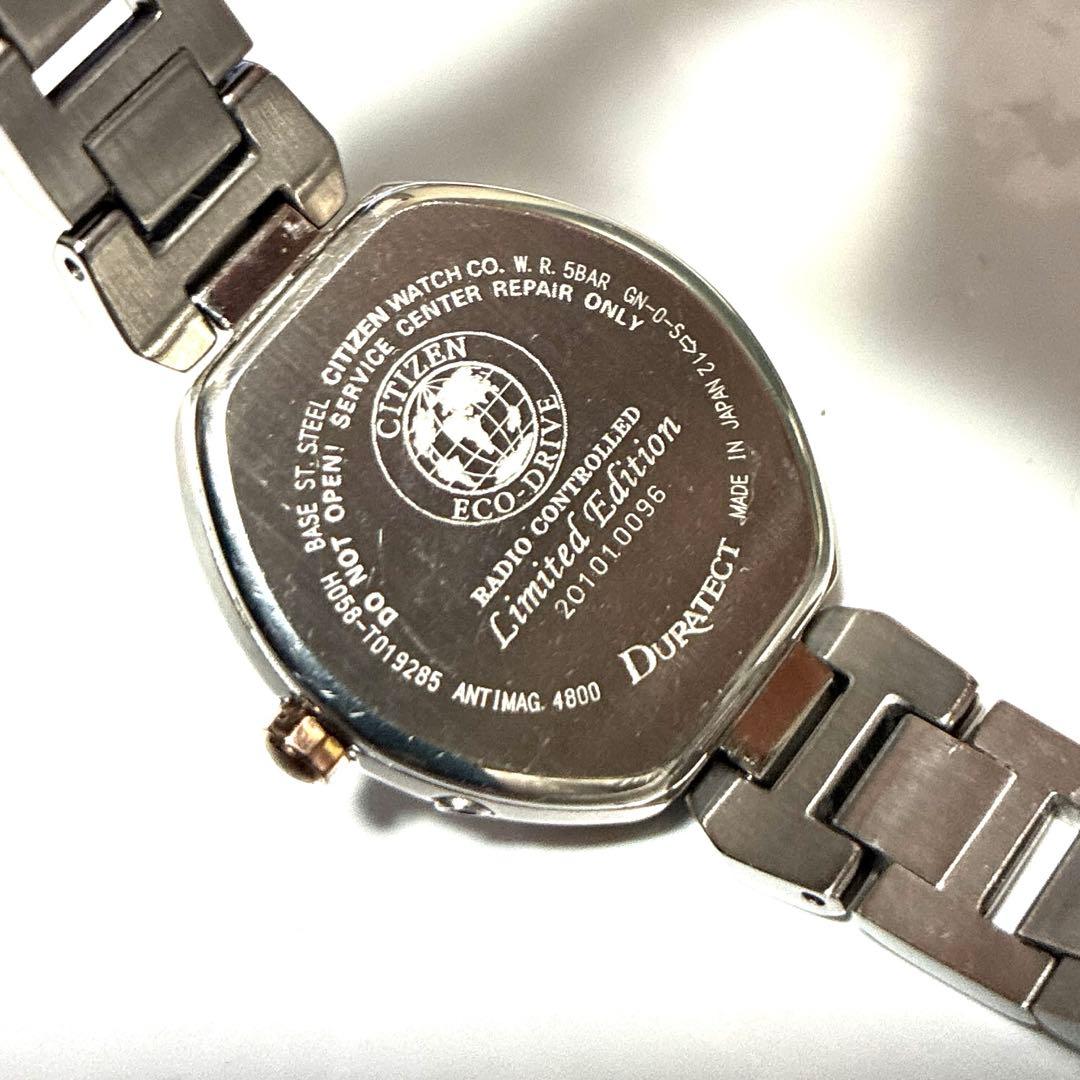 BASE ST. STEEL CITIZEN WATCH CO. W. R. 5BAR GN-0-S⇨12
DO NOT OPEN! SERVICE CENTER REPAIR ONLY
CITIZEN
ECO-DRIVE
RADIO CONTROLLED
Limited Edition
20101.0096
DURATECT
H058-T019285 ANTIMAG. 4800
MADE IN JAPAN 2